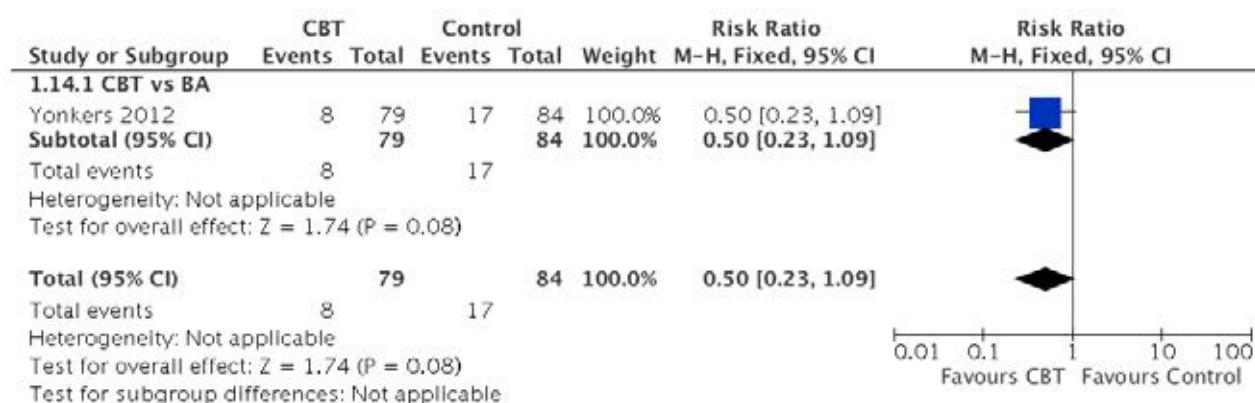 CBT Control Risk Ratio Risk Ratio
Study or Subgroup Events Total Events Total Weight M-H, Fixed, 95% CI M-H, Fixed, 95% CI
1.14.1 CBT vs BA
Yonkers 2012 8 79 17 84 100.0% 0.50 [0.23, 1.09]
Subtotal (95% CI) 79 84 100.0% 0.50 [0.23, 1.09]
Total events 8 17
Heterogeneity: Not applicable
Test for overall effect: Z = 1.74 (P = 0.08)
Total (95% CI) 79 84 100.0% 0.50 [0.23, 1.09]
Total events 8 17
Heterogeneity: Not applicable
Test for overall effect: Z = 1.74 (P = 0.08)
Test for subgroup differences: Not applicable
0.01 0.1 1 10 100
Favours CBT Favours Control